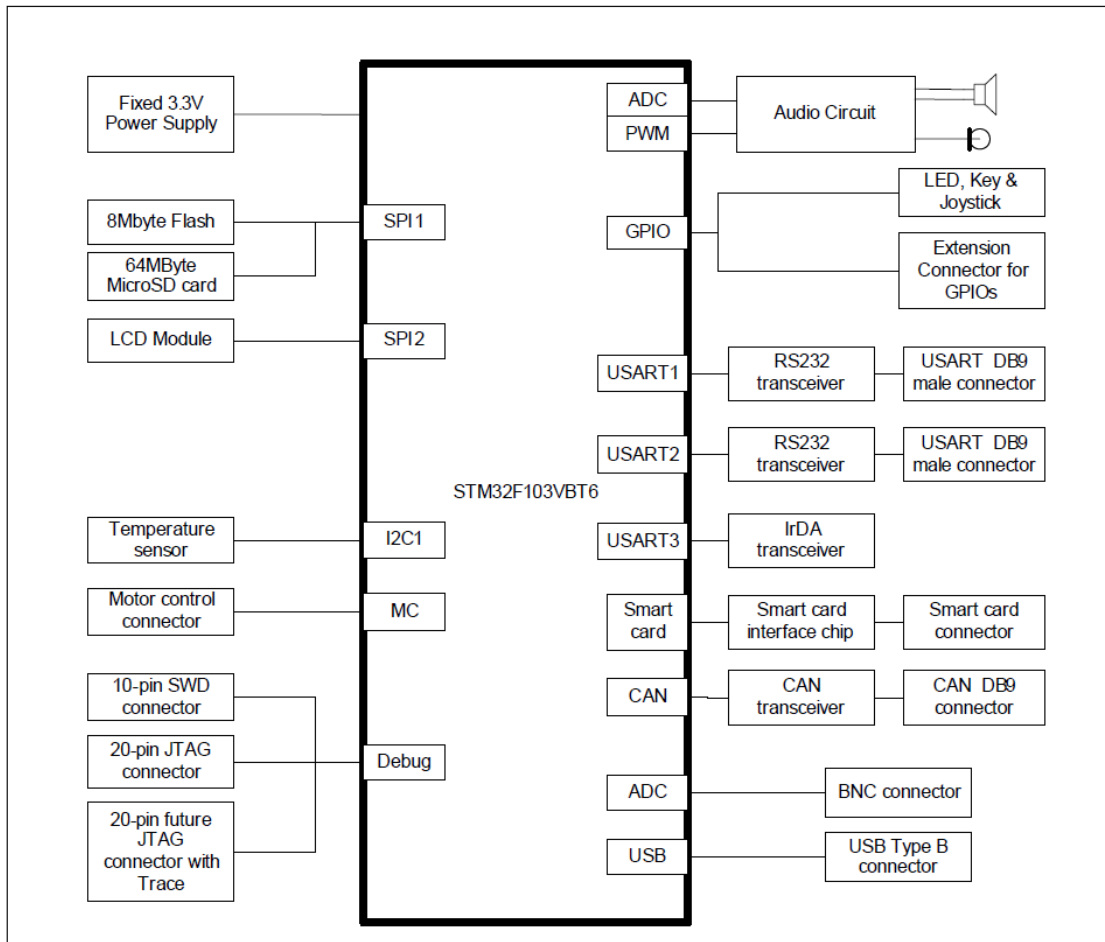 Fixed 3.3V
Power Supply
8Mbyte Flash
64MByte
MicroSD card
LCD Module
Temperature
sensor
Motor control
connector
10-pin SWD
connector
20-pin JTAG
connector
20-pin future
JTAG
connector with
Trace
SPI1
SPI2
I2C1
MC
Debug
STM32F103VBT6
ADC
PWM
GPIO
USART1
USART2
USART3
Smart
card
CAN
ADC
USB
Audio Circuit
LED, Key &
Joystick
Extension
Connector for
GPIOs
RS232
transceiver
USART DB9
male connector
RS232
transceiver
USART DB9
male connector
IrDA
transceiver
Smart card
interface chip
Smart card
connector
CAN
transceiver
CAN DB9
connector
BNC connector
USB Type B
connector